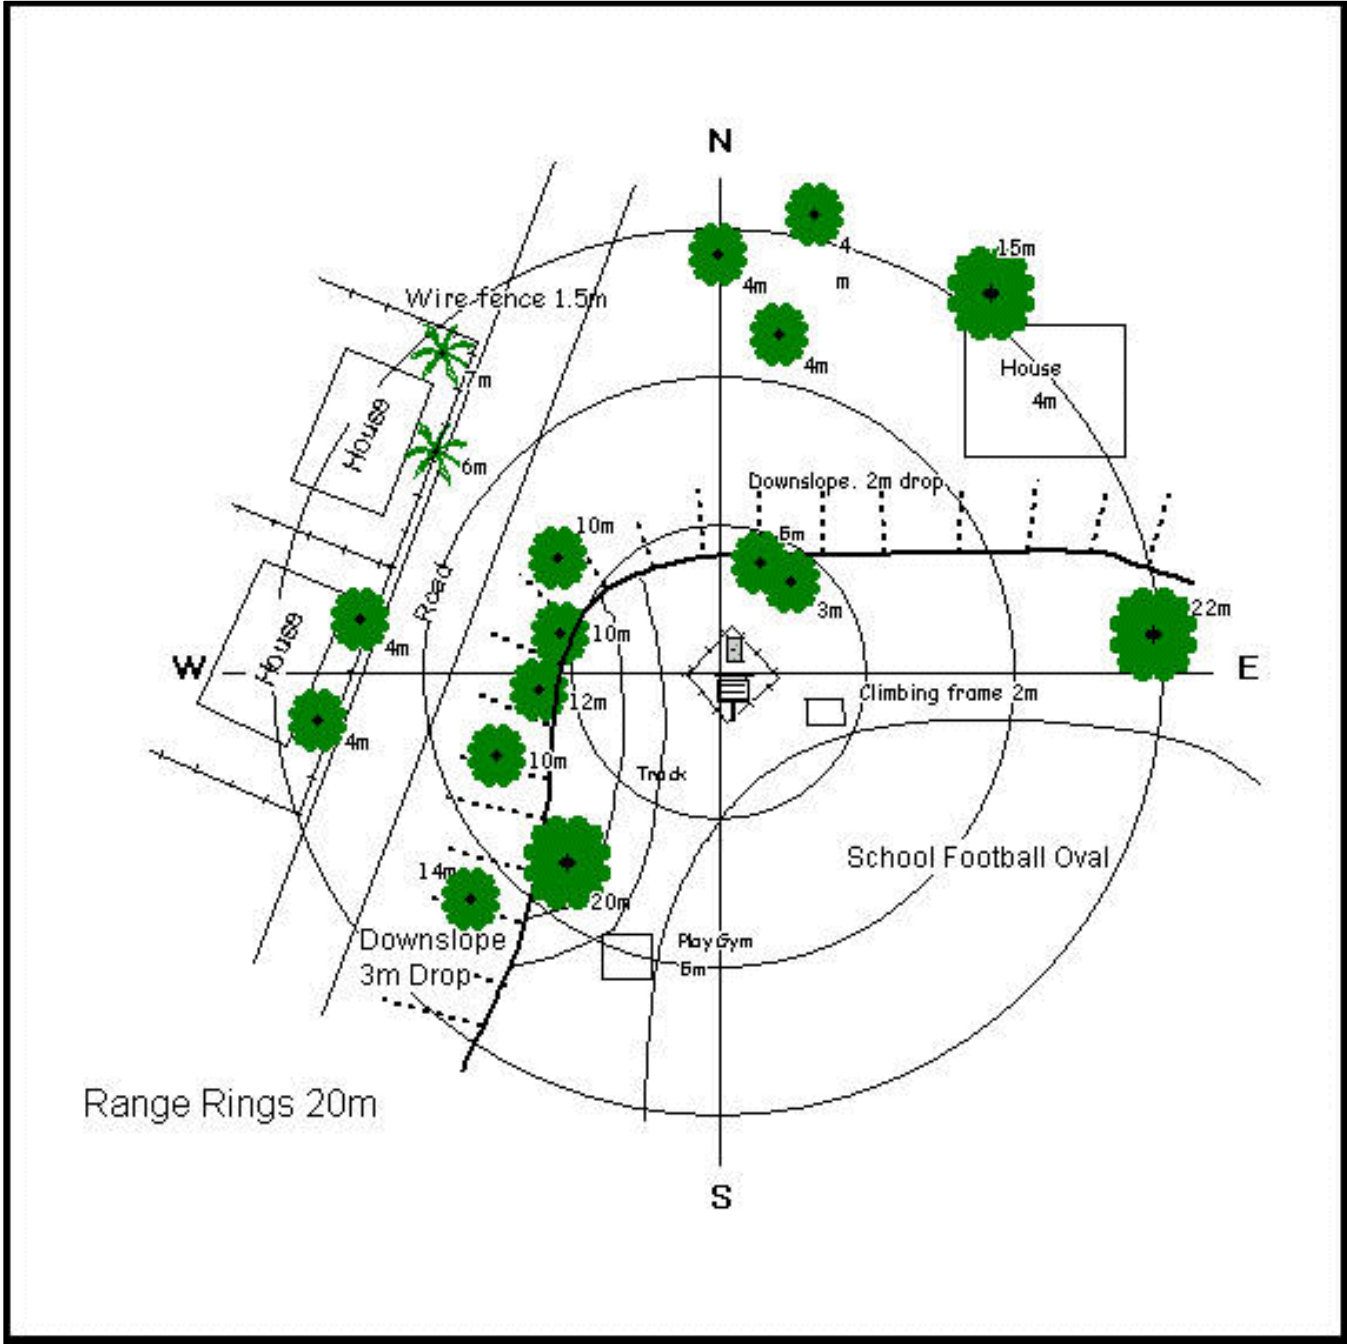 N
4
m
15m
4m
Wire fence 1.5m
4m
House
4m
7m
House
6m
Downslope. 2m drop
10m
6m
Road
3m
22m
10m
House
4m
W
E
Climbing frame 2m
12m
4m
10m
Track
School Football Oval
14m
20m
Downslope
3m Drop
Play Gym
5m
Range Rings 20m
S